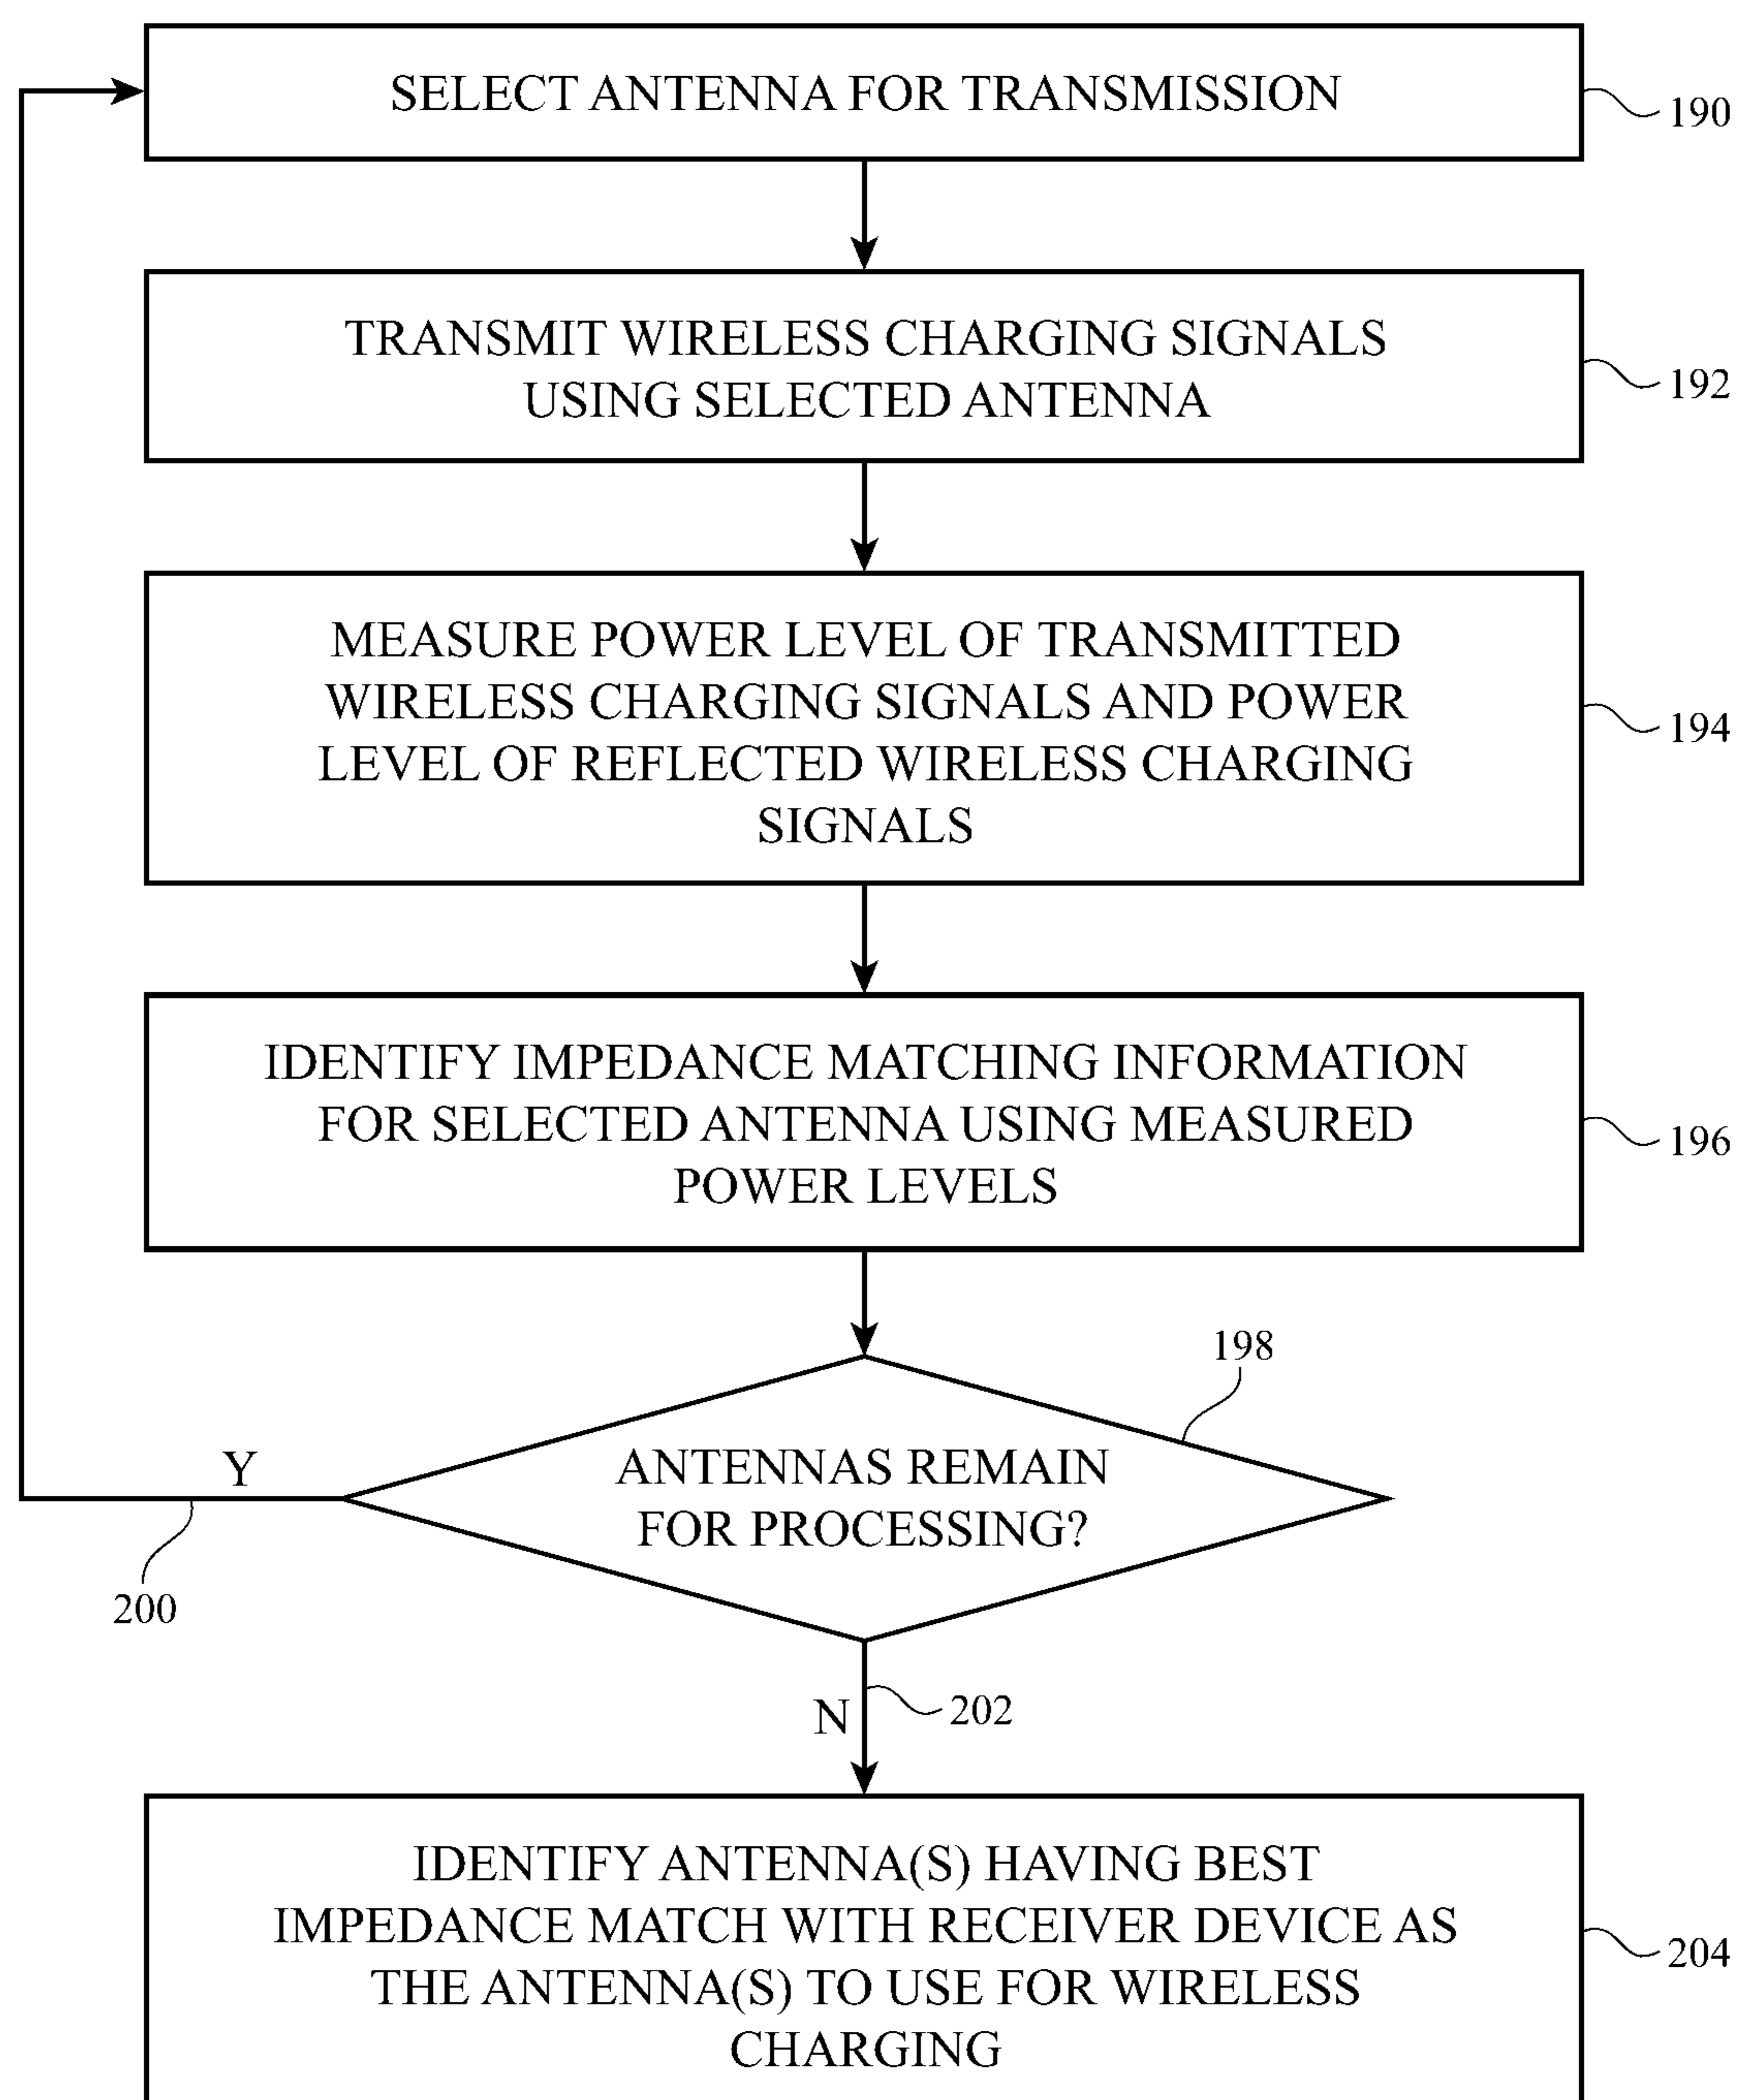 SELECT ANTENNA FOR TRANSMISSION
190
TRANSMIT WIRELESS CHARGING SIGNALS
USING SELECTED ANTENNA
192
MEASURE POWER LEVEL OF TRANSMITTED
WIRELESS CHARGING SIGNALS AND POWER
LEVEL OF REFLECTED WIRELESS CHARGING
SIGNALS
194
IDENTIFY IMPEDANCE MATCHING INFORMATION
FOR SELECTED ANTENNA USING MEASURED
POWER LEVELS
196
198
ANTENNAS REMAIN
FOR PROCESSING?
Y
200
N
202
IDENTIFY ANTENNA(S) HAVING BEST
IMPEDANCE MATCH WITH RECEIVER DEVICE AS
THE ANTENNA(S) TO USE FOR WIRELESS
CHARGING
204